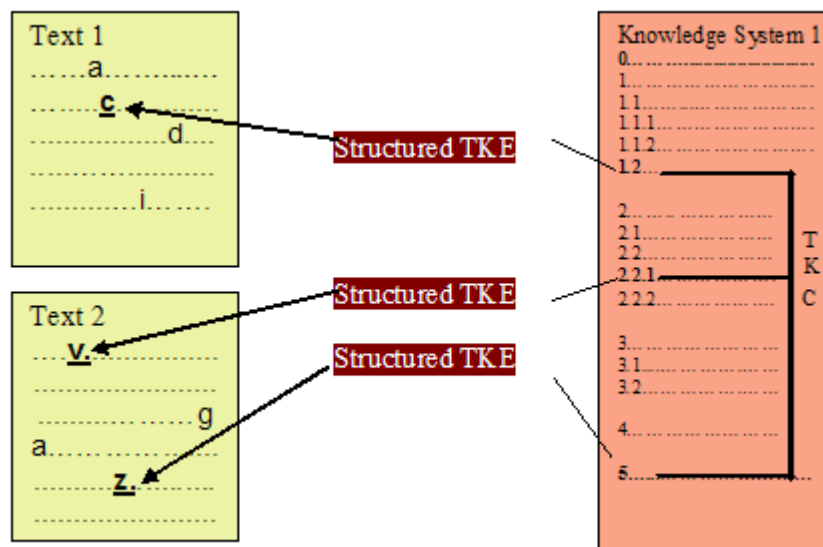 Text 1
......a.............
.........c...............
......................d.....
..............................
................i........
Structured TKE
Text 2
.....v.....................
..............................
......................g
a..........................
.............z..............
..............................
Structured TKE
Structured TKE
Knowledge System 1
0..............................
1..............................
1.1............................
1.1.1..........................
1.1.2..........................
1.2....
2..............................
2.1............................
2.2............................
2.2.1....
2.2.2..........................
3..............................
3.1............................
3.2............................
4..............................
5..............................
T
K
C